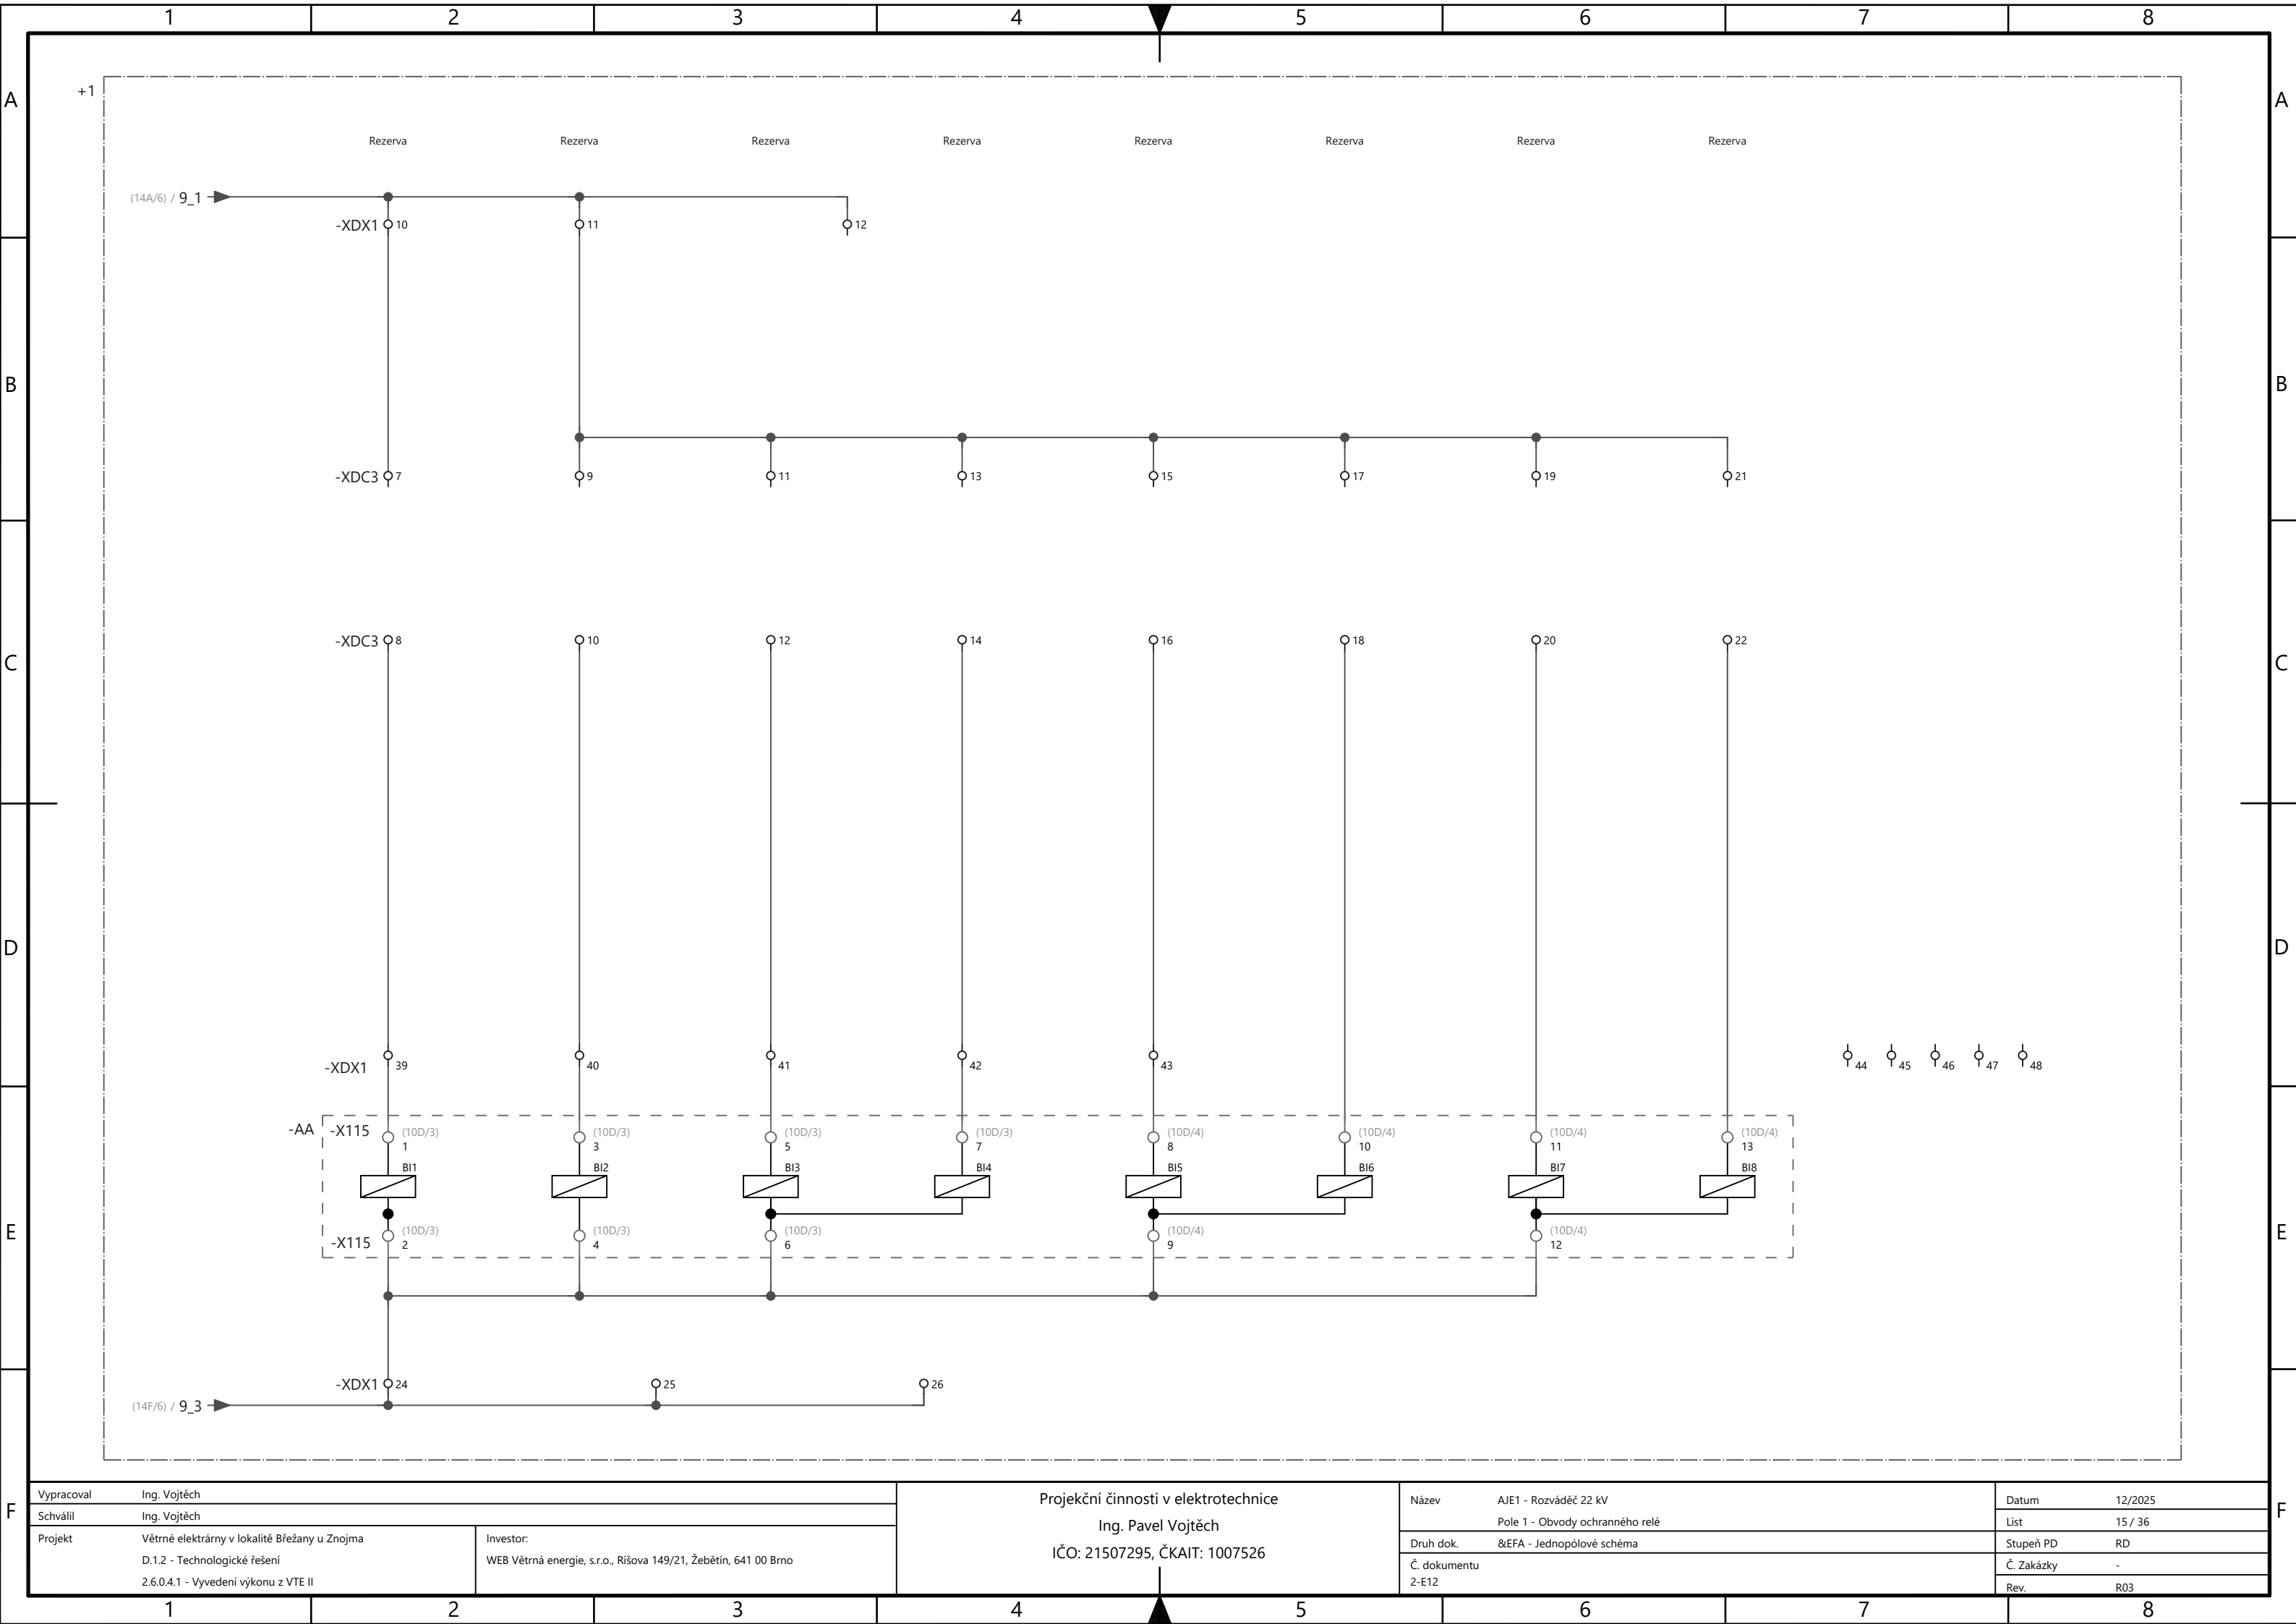 1 2 3 4 5 6 7 8
A A
+1
Rezerva Rezerva Rezerva Rezerva Rezerva Rezerva Rezerva Rezerva
(14A/6) / 9_1
-XDX1 10 11 12
B B
-XDC3 7 9 11 13 15 17 19 21
-XDC3 8 10 12 14 16 18 20 22
C C
D D
-XDX1 39 40 41 42 43 44 45 46 47 48
-AA -X115 (10D/3) (10D/3) (10D/3) (10D/3) (10D/4) (10D/4) (10D/4) (10D/4)
1 3 5 7 8 10 11 13
BI1 BI2 BI3 BI4 BI5 BI6 BI7 BI8
E E
(10D/3) (10D/3) (10D/3) (10D/4) (10D/4)
-X115 2 4 6 9 12
-XDX1 24 25 26
(14F/6) / 9_3
F F
Vypracoval Ing. Vojtěch
Schválil Ing. Vojtěch
Projekt Větrné elektrárny v lokalitě Břežany u Znojma
D.1.2 - Technologické řešení
2.6.0.4.1 - Vyvedení výkonu z VTE II
Investor:
WEB Větrná energie, s.r.o., Ríšova 149/21, Žebětín, 641 00 Brno
Projekční činnosti v elektrotechnice
Ing. Pavel Vojtěch
IČO: 21507295, ČKAIT: 1007526
Název AJE1 - Rozváděč 22 kV
Pole 1 - Obvody ochranného relé
Druh dok. &EFA - Jednopólové schéma
Č. dokumentu
2-E12
Datum 12/2025
List 15 / 36
Stupeň PD RD
Č. Zakázky -
Rev. R03
1 2 3 4 5 6 7 8